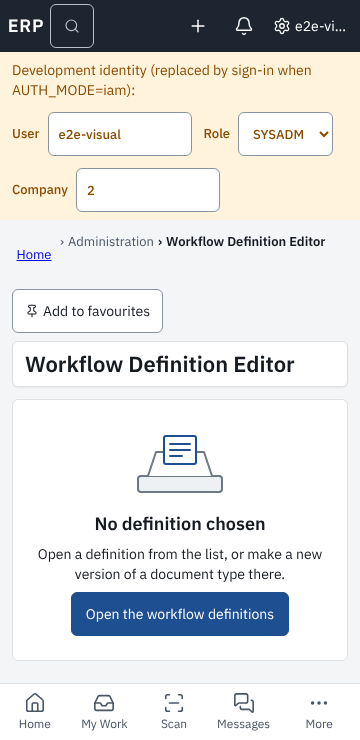 ERP
e2e-vi...
Development identity (replaced by sign-in when
AUTH_MODE=iam):
User e2e-visual Role SYSADM
Company 2
Home › Administration › Workflow Definition Editor
Add to favourites
Workflow Definition Editor
No definition chosen
Open a definition from the list, or make a new
version of a document type there.
Open the workflow definitions
Home My Work Scan Messages More